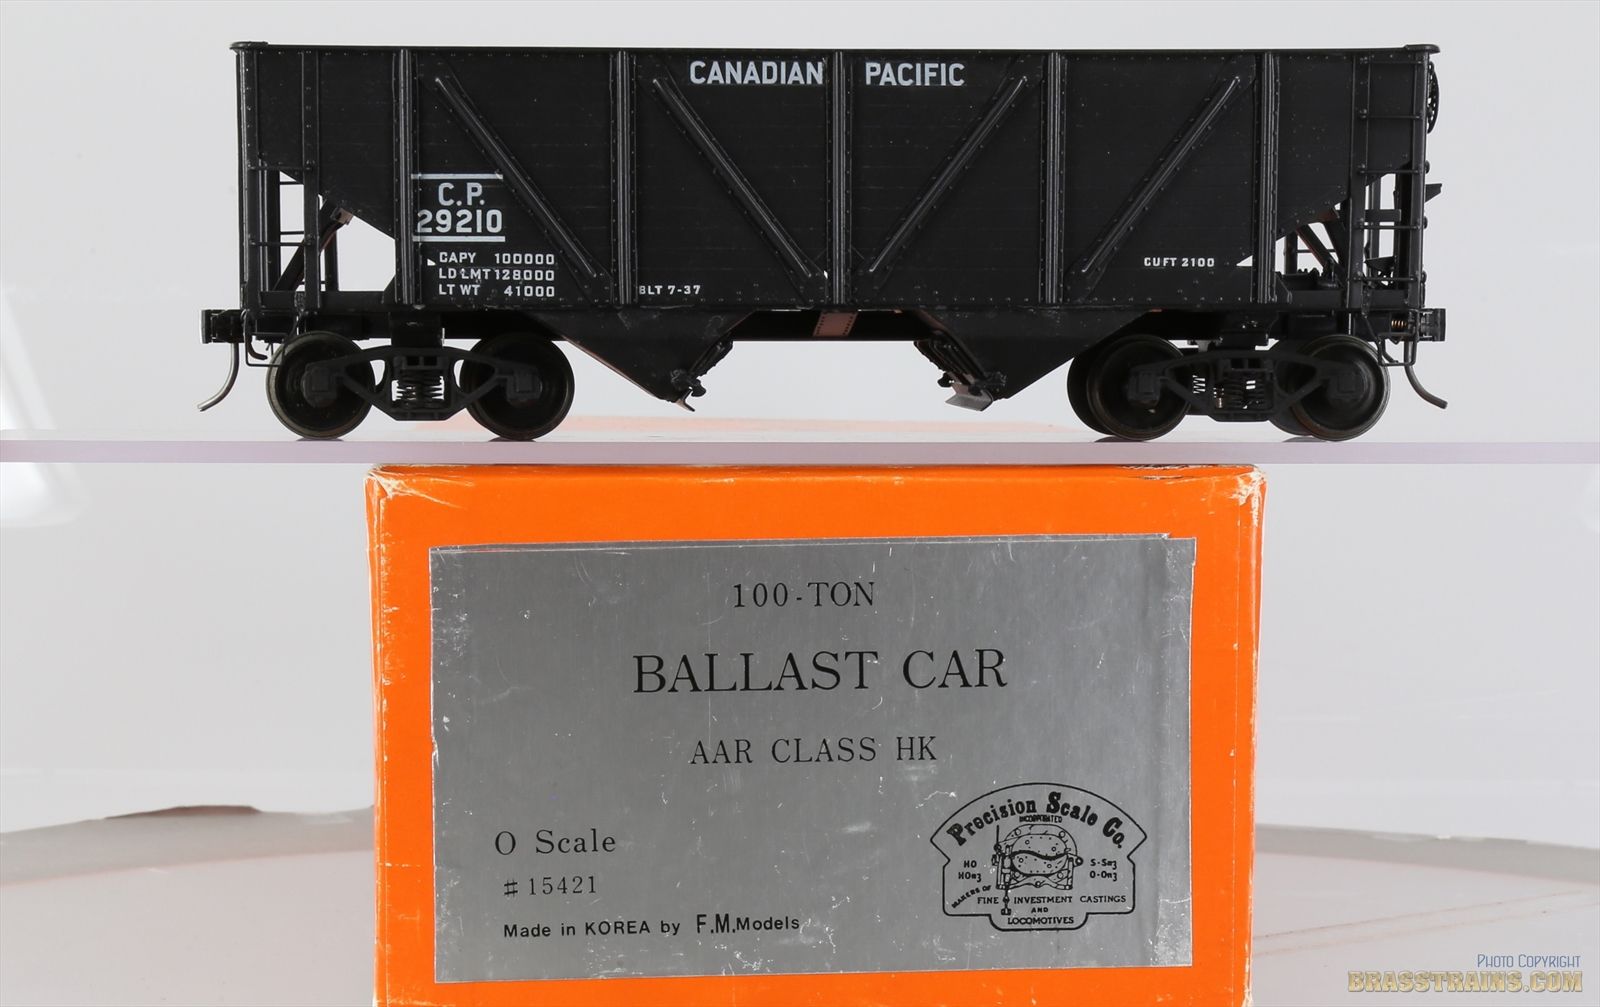 CANADIAN PACIFIC
C.P.
29210
CAPY 100000
LD LMT 128000
LT WT 41000
BLT 7-37
CU FT 2100
100-TON
BALLAST CAR
AAR CLASS HK
O Scale
#15421
Made in KOREA by F.M.Models
Precision Scale Co.
INCORPORATED
HO
HOn3
S-Sn3
O-On3
MAKERS OF
FINE INVESTMENT CASTINGS
AND
LOCOMOTIVES
PHOTO COPYRIGHT
BRASSTRAINS.COM